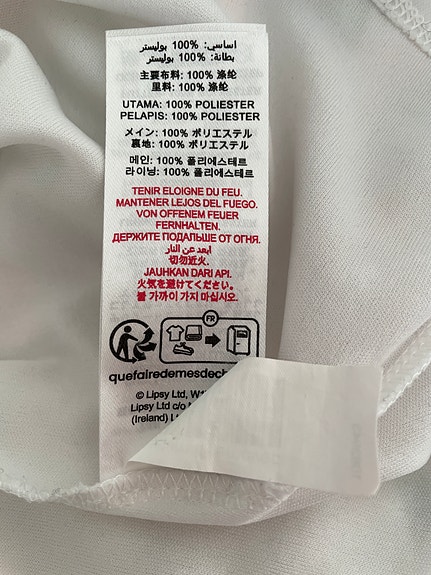 اساسي: 100% بوليستر
بطانة: 100% بوليستر
主要布料: 100% 涤纶
里料: 100% 涤纶
UTAMA: 100% POLIESTER
PELAPIS: 100% POLIESTER
メイン: 100% ポリエステル
裏地: 100% ポリエステル
메인: 100% 폴리에스테르
라이닝: 100% 폴리에스테르
TENIR ELOIGNE DU FEU.
MANTENER LEJOS DEL FUEGO.
VON OFFENEM FEUER
FERNHALTEN.
ДЕРЖИТЕ ПОДАЛЬШЕ ОТ ОГНЯ.
ابعد عن النار
切勿近火.
JAUHKAN DARI API.
火気を避けてください.
불 가까이 가지 마십시오.
FR
quefairedemesdech
© Lipsy Ltd, W1
Lipsy Ltd c/o
(Ireland)